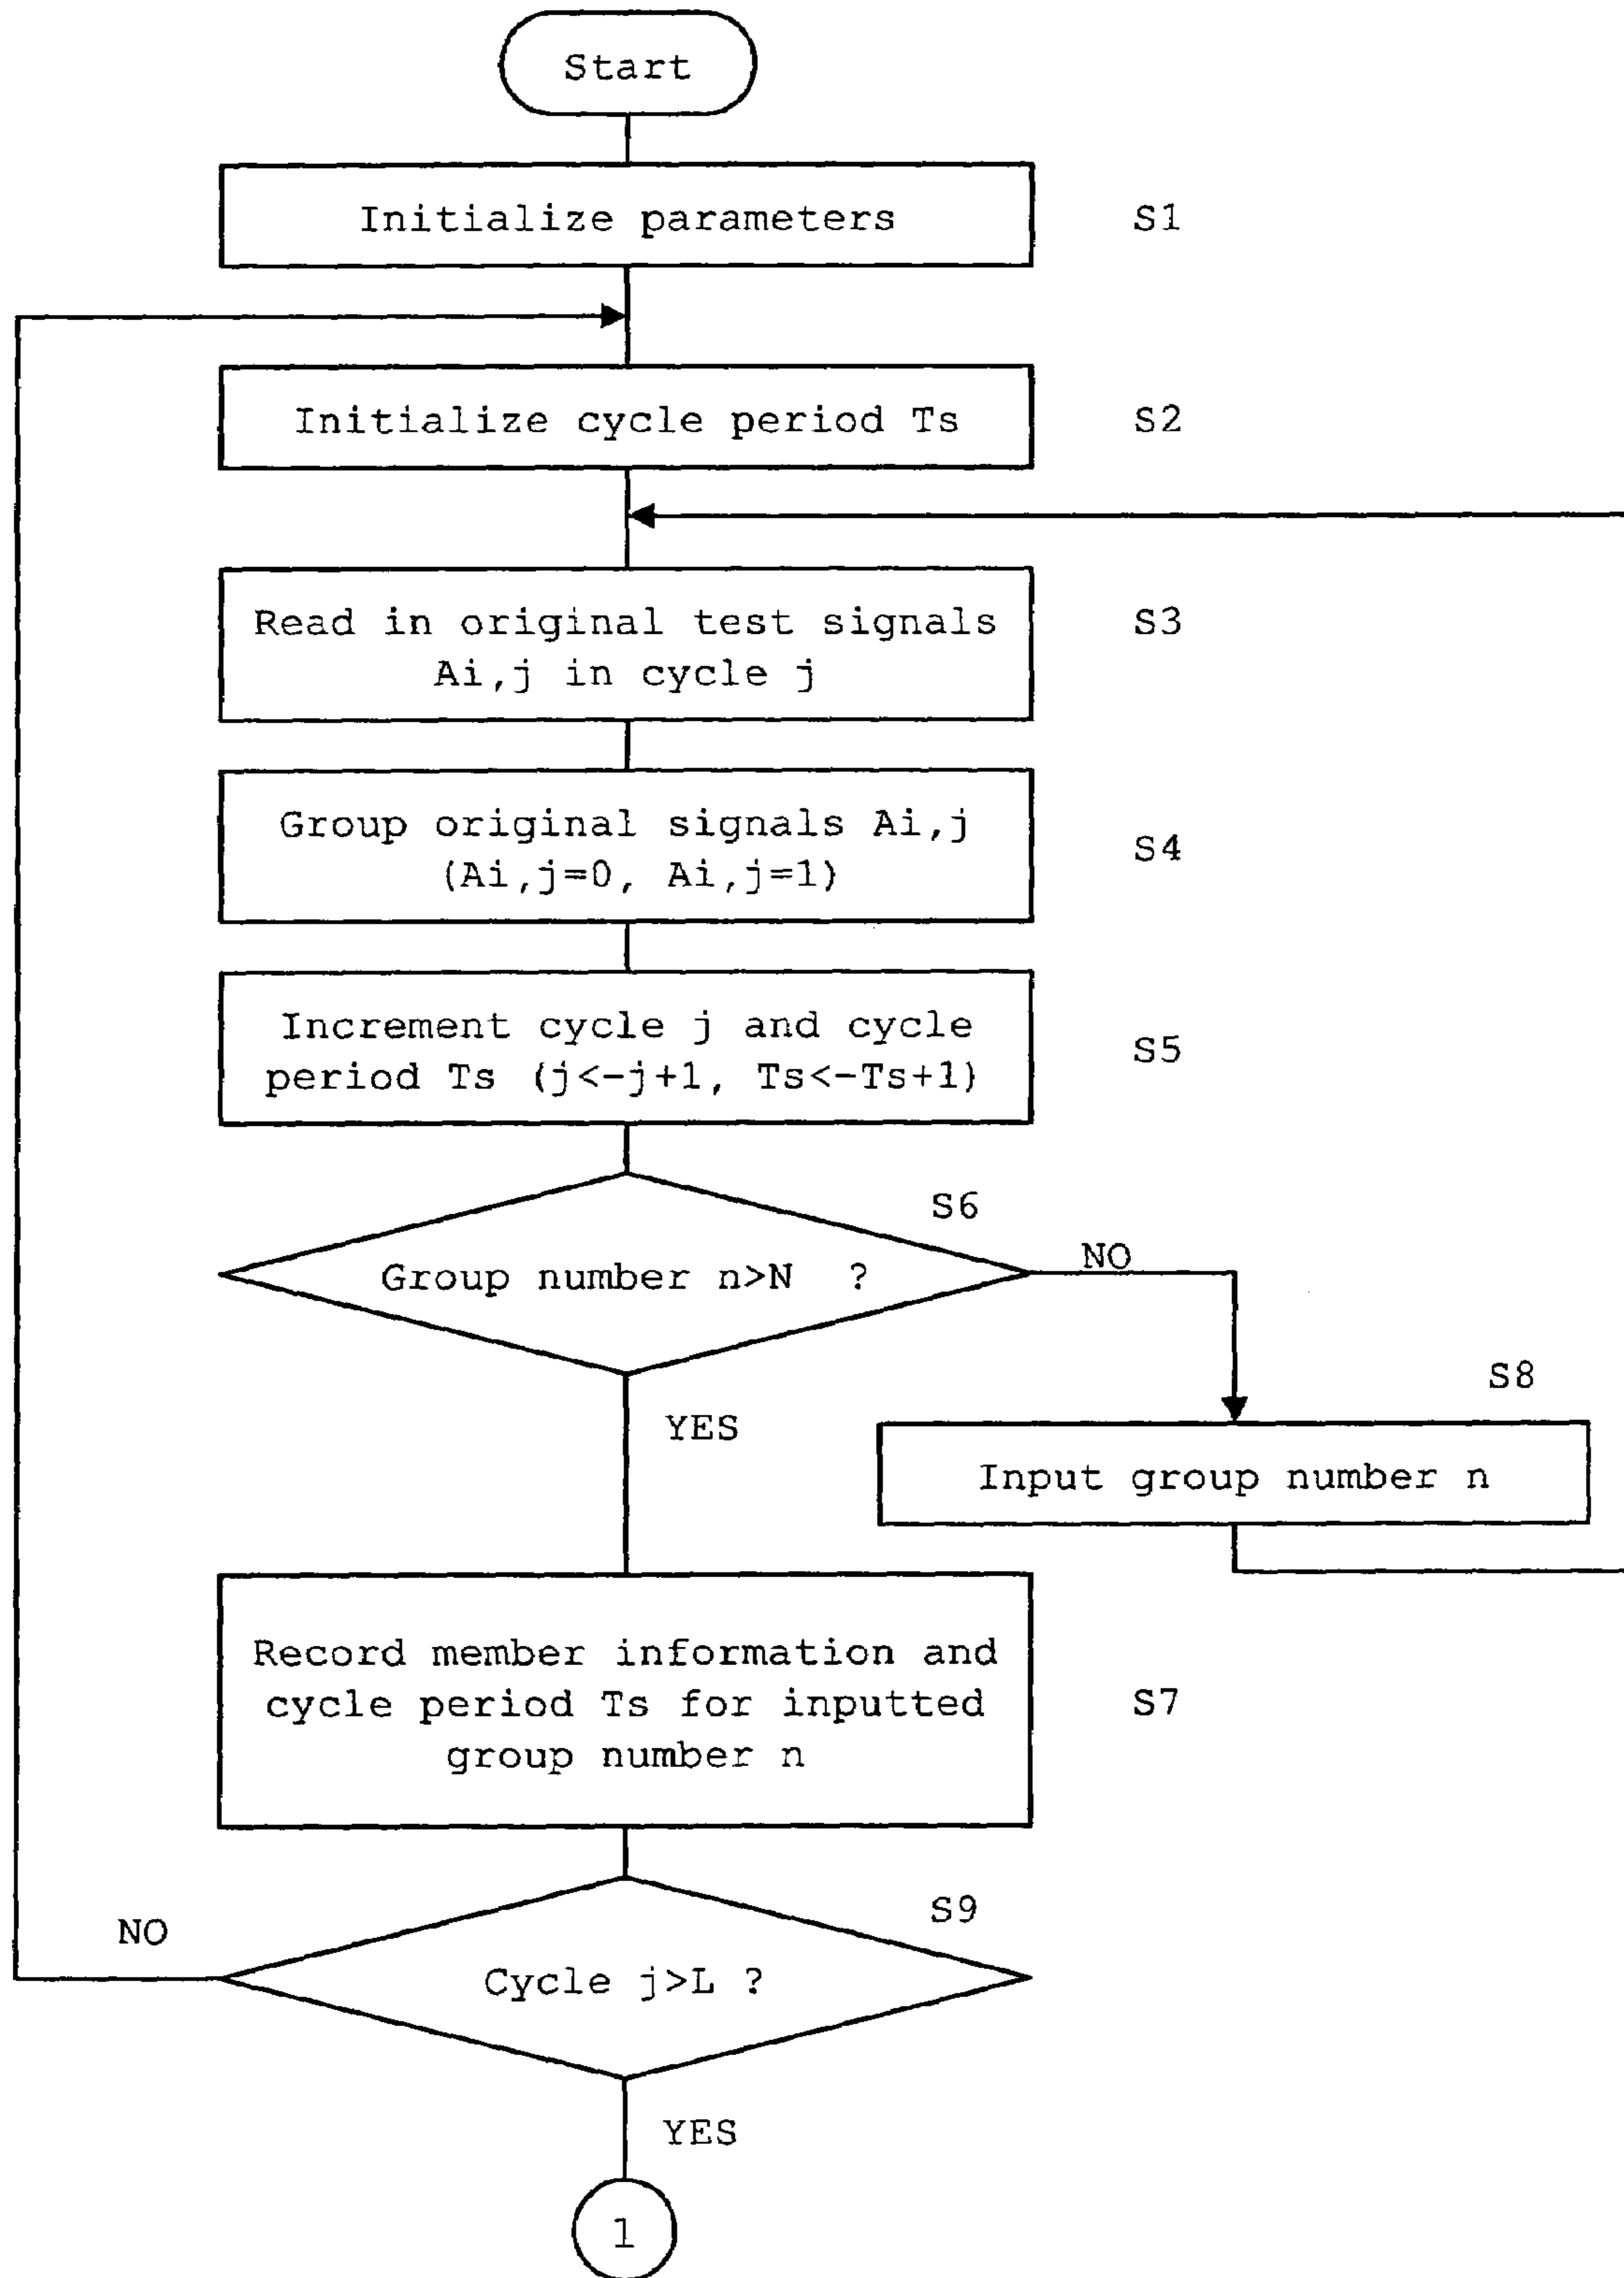 Start
Initialize parameters
S1
Initialize cycle period Ts
S2
Read in original test signals
Ai,j in cycle j
S3
Group original signals Ai,j
(Ai,j=0, Ai,j=1)
S4
Increment cycle j and cycle
period Ts (j<-j+1, Ts<-Ts+1)
S5
S6
Group number n>N ?
NO
YES
S8
Input group number n
Record member information and
cycle period Ts for inputted
group number n
S7
S9
NO
Cycle j>L ?
YES
1